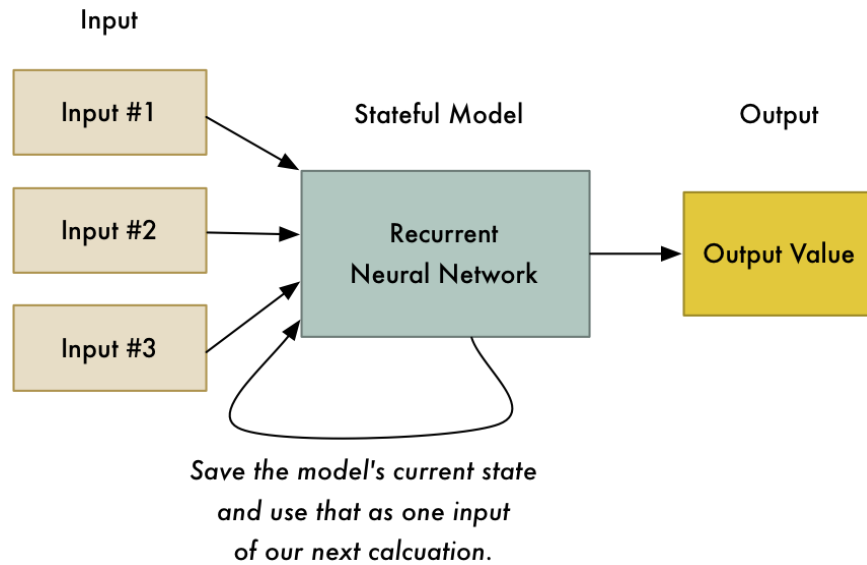 Input
Input #1
Input #2
Input #3
Stateful Model
Recurrent
Neural Network
Output
Output Value
Save the model's current state
and use that as one input
of our next calcuation.